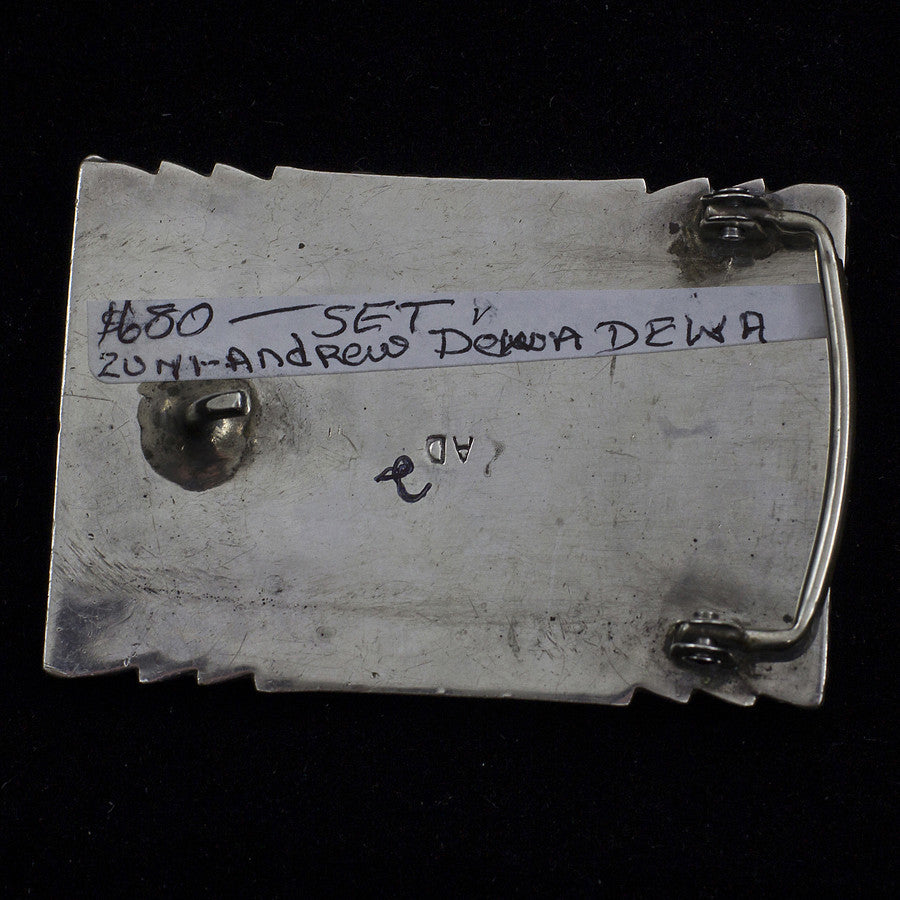 $680 — SET
ZUNI-ANDREW DEWA DEWA
AD